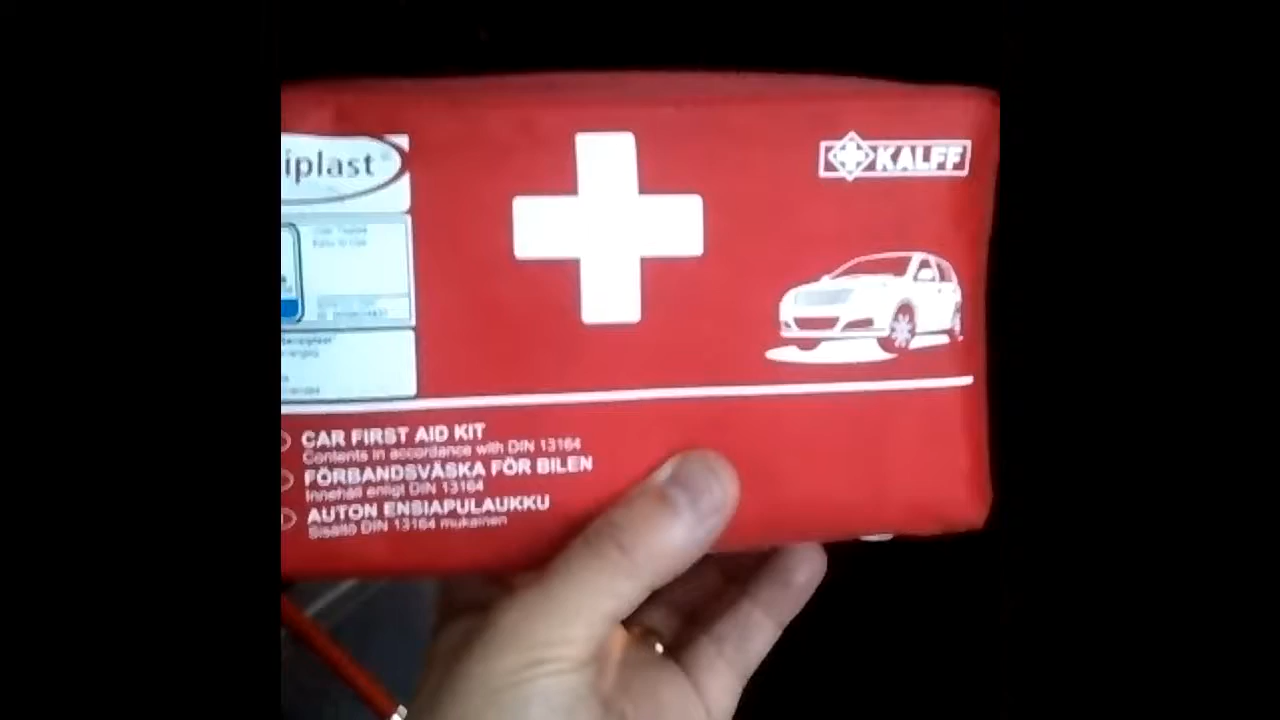 iplast
KALFF
CAR FIRST AID KIT
Contents in accordance with DIN 13164
FÖRBANDSVÄSKA FÖR BILEN
Innehåll enligt DIN 13164
AUTON ENSIAPULAUKKU
Sisältö DIN 13164 mukainen